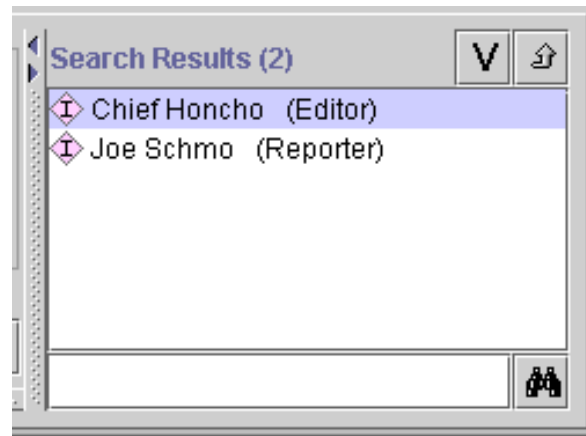 Search Results (2)
V
I Chief Honcho (Editor)
I Joe Schmo (Reporter)